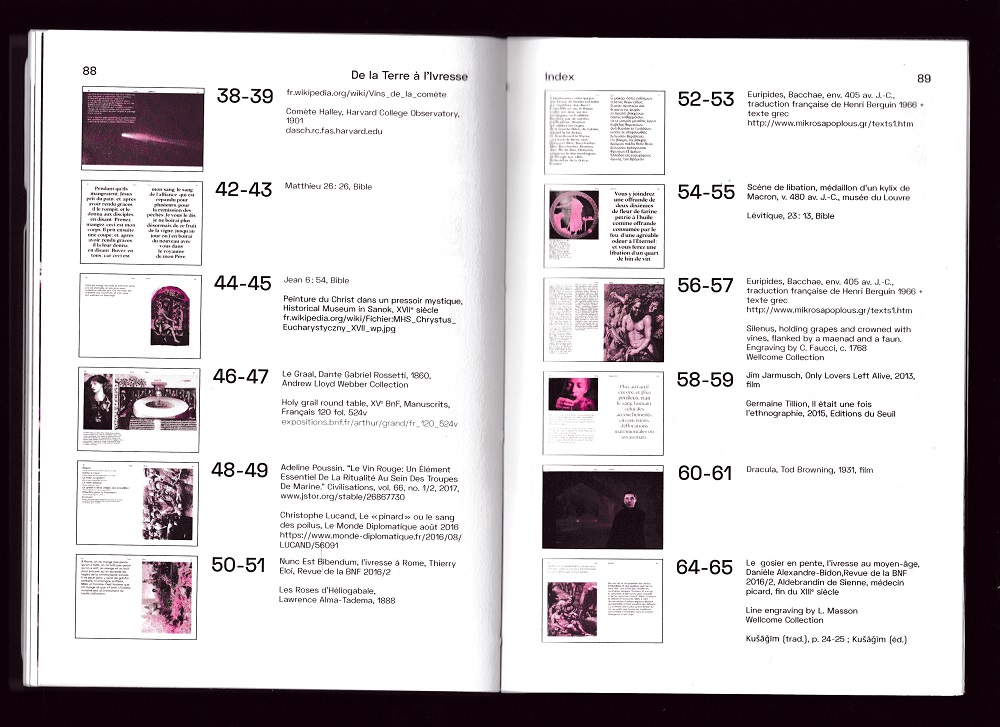 88
De la Terre à l'Ivresse
38-39
fr.wikipedia.org/wiki/Vins_de_la_comète
Comète Halley, Harvard College Observatory,
1901
dasch.rc.fas.harvard.edu
Pendant qu'ils
mangeaient, Jésus
prit du pain; et, après
avoir rendu grâces,
il le rompit, et le
donna aux disciples,
en disant: Prenez,
mangez, ceci est mon
corps. Il prit ensuite
une coupe; et, après
avoir rendu grâces,
il la leur donna,
en disant: Buvez-en
tous; car ceci est
mon sang, le sang
de l'alliance, qui est
répandu pour
plusieurs, pour
la rémission des
péchés. Je vous le dis,
je ne boirai plus
désormais de ce fruit
de la vigne, jusqu'au
jour où j'en boirai
du nouveau avec
vous dans
le royaume
de mon Père
42-43
Matthieu 26: 26, Bible
44-45
Jean 6: 54, Bible
Peinture du Christ dans un pressoir mystique,
Historical Museum in Sanok, XVIIe siècle
fr.wikipedia.org/wiki/Fichier:MHS_Chrystus_
Eucharystyczny_XVII_wp.jpg
46-47
Le Graal, Dante Gabriel Rossetti, 1860,
Andrew Lloyd Webber Collection
Holy grail round table, XVe BnF, Manuscrits,
Français 120 fol. 524v
expositions.bnf.fr/arthur/grand/fr_120_524v
48-49
Adeline Poussin. "Le Vin Rouge: Un Élément
Essentiel De La Ritualité Au Sein Des Troupes
De Marine." Civilisations, vol. 66, no. 1/2, 2017,
www.jstor.org/stable/26867730
Christophe Lucand, Le «pinard» ou le sang
des poilus, Le Monde Diplomatique août 2016
https://www.monde-diplomatique.fr/2016/08/
LUCAND/56091
50-51
Nunc Est Bibendum, l'ivresse à Rome, Thierry
Eloi, Revue de la BNF 2016/2
Les Roses d'Héliogabale,
Lawrence Alma-Tadema, 1888
Index
89
52-53
Euripides, Bacchae, env. 405 av. J.-C.,
traduction française de Henri Berguin 1966 +
texte grec
http://www.mikrosapoplous.gr/texts1.htm
Vous y joindrez
une offrande de
deux dixièmes
de fleur de farine
pétrie à l'huile
comme offrande
consumée par le
feu, d'une agréable
odeur à l'Eternel;
et vous ferez une
libation d'un quart
de hin de vin
54-55
Scène de libation, médaillon d'un kylix de
Macron, v. 480 av. J.-C., musée du Louvre
Lévitique, 23: 13, Bible
56-57
Euripides, Bacchae, env. 405 av. J.-C.,
traduction française de Henri Berguin 1966 +
texte grec
http://www.mikrosapoplous.gr/texts1.htm
Silenus, holding grapes and crowned with
vines, flanked by a maenad and a faun.
Engraving by C. Faucci, c. 1768
Wellcome Collection
Plus attractif
encore, et plus
périlleux, était
le sang humain:
celui des
accouchements,
58-59
Jim Jarmusch, Only Lovers Left Alive, 2013,
film
Germaine Tillion, Il était une fois
l'ethnographie, 2015, Editions du Seuil
60-61
Dracula, Tod Browning, 1931, film
64-65
Le gosier en pente, l'ivresse au moyen-âge,
Danièle Alexandre-Bidon,Revue de la BNF
2016/2, Aldebrandin de Sienne, médecin
picard, fin du XIIIe siècle
Line engraving by L. Masson
Wellcome Collection
Kušāǧim (trad.), p. 24-25 ; Kušāǧim (éd.)